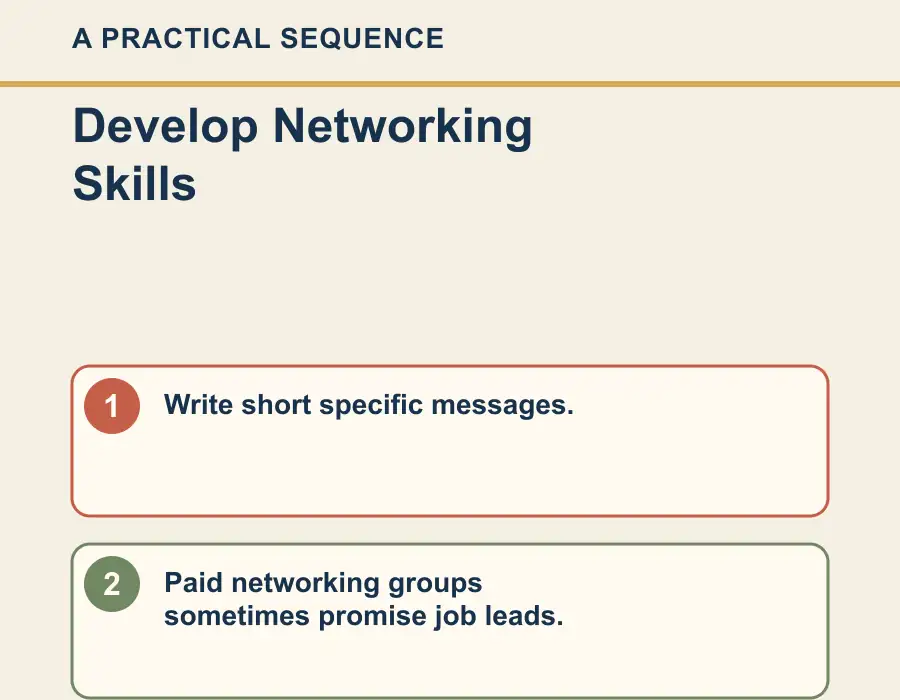 A PRACTICAL SEQUENCE
Develop Networking
Skills
1
Write short specific messages.
2
Paid networking groups
sometimes promise job leads.